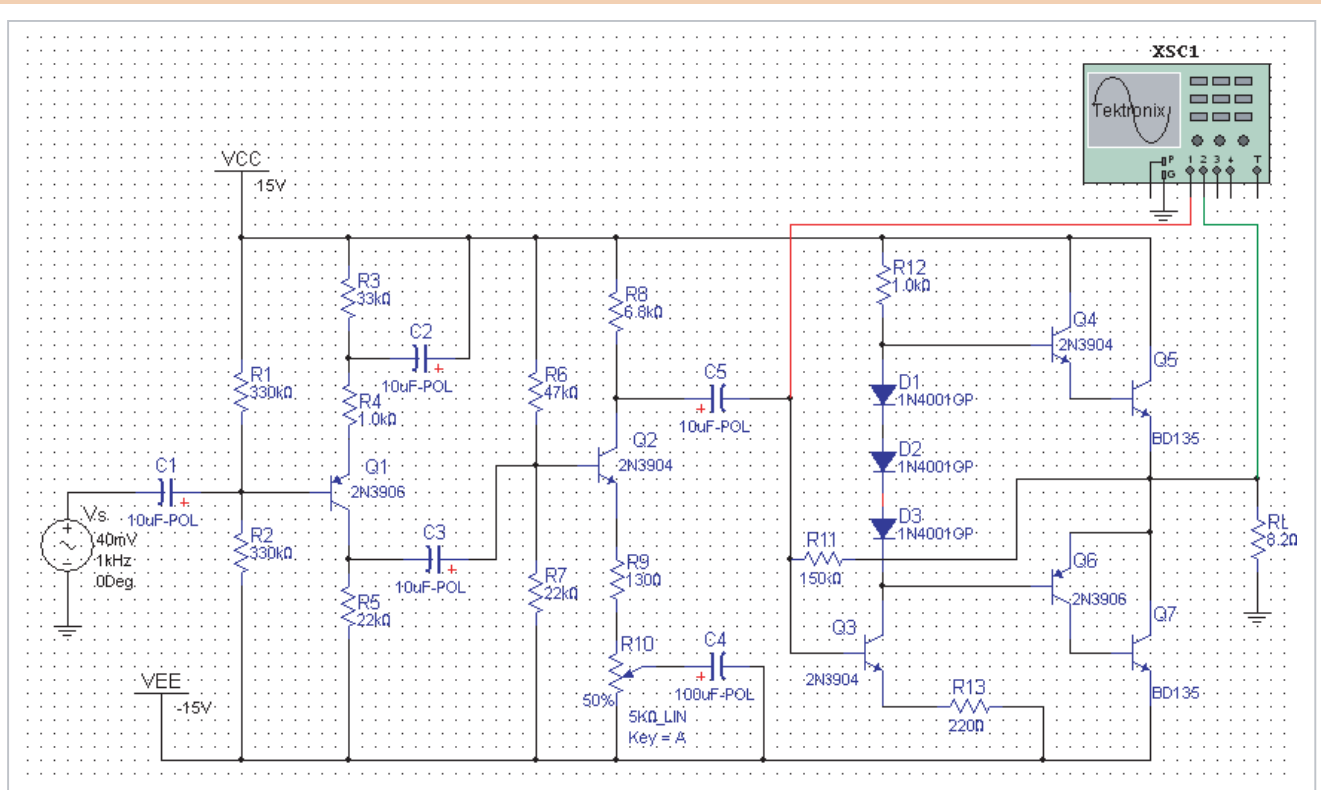 XSC1
Tektronix
P
G
1 2 3 4 T
VCC
15V
R12
1.0kΩ
R3
33kΩ
R8
6.8kΩ
Q4
2N3904
C2
10uF-POL
Q5
C5
10uF-POL
R1
330kΩ
R6
47kΩ
D1
1N4001GP
R4
1.0kΩ
BD135
Q2
2N3904
D2
1N4001GP
C1
10uF-POL
Q1
2N3906
Vs
40mV
1kHz
0Deg
R2
330kΩ
C3
10uF-POL
D3
1N4001GP
R11
150kΩ
RL
8.2Ω
R9
130Ω
R7
22kΩ
Q6
2N3906
R5
22kΩ
Q3
2N3904
Q7
R10
50%
5KΩ_LIN
Key = A
C4
100uF-POL
VEE
-15V
R13
220Ω
BD135